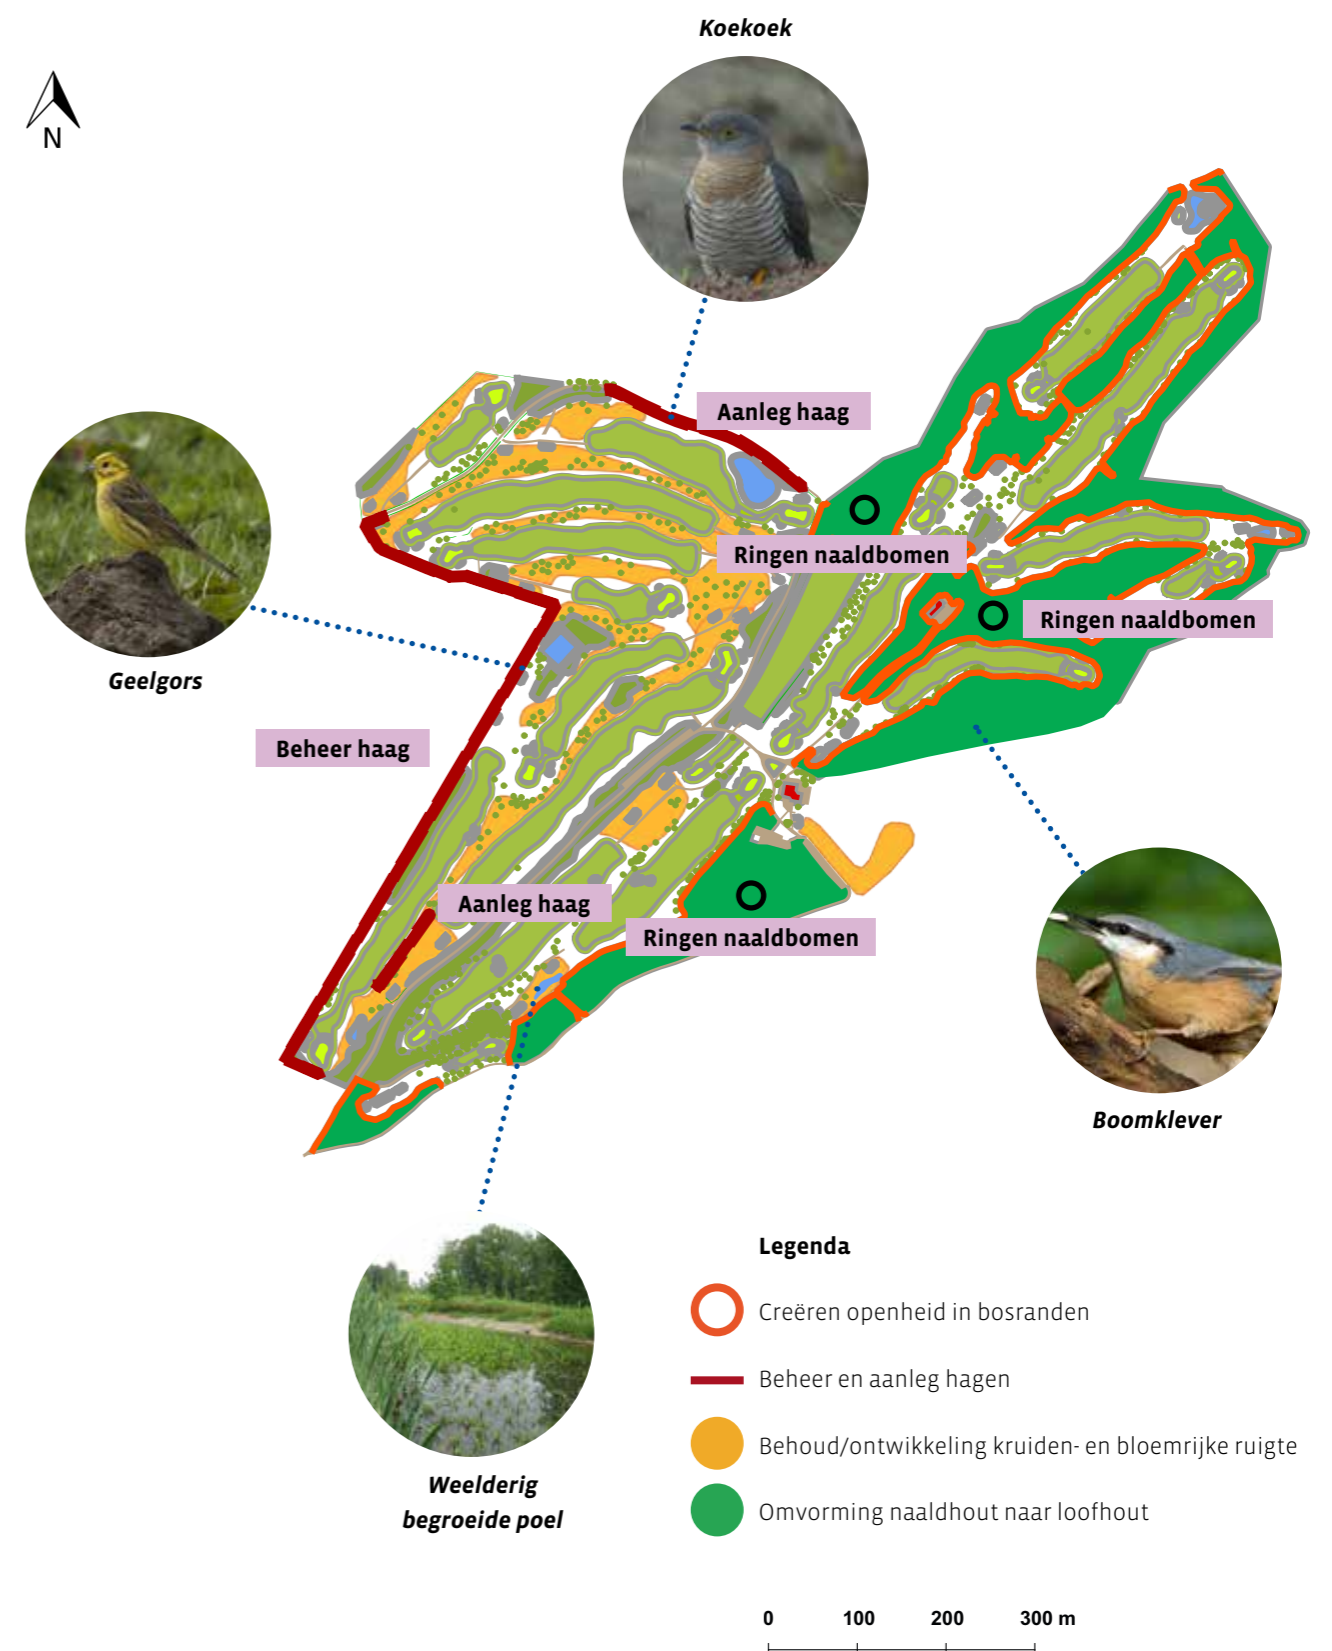 Koekoek
N
Aanleg haag
Ringen naaldbomen
Ringen naaldbomen
Geelgors
Beheer haag
Aanleg haag
Ringen naaldbomen
Boomklever
Weelderig
begroeide poel
Legenda
Creëren openheid in bosranden
Beheer en aanleg hagen
Behoud/ontwikkeling kruiden- en bloemrijke ruigte
Omvorming naaldhout naar loofhout
0 100 200 300 m